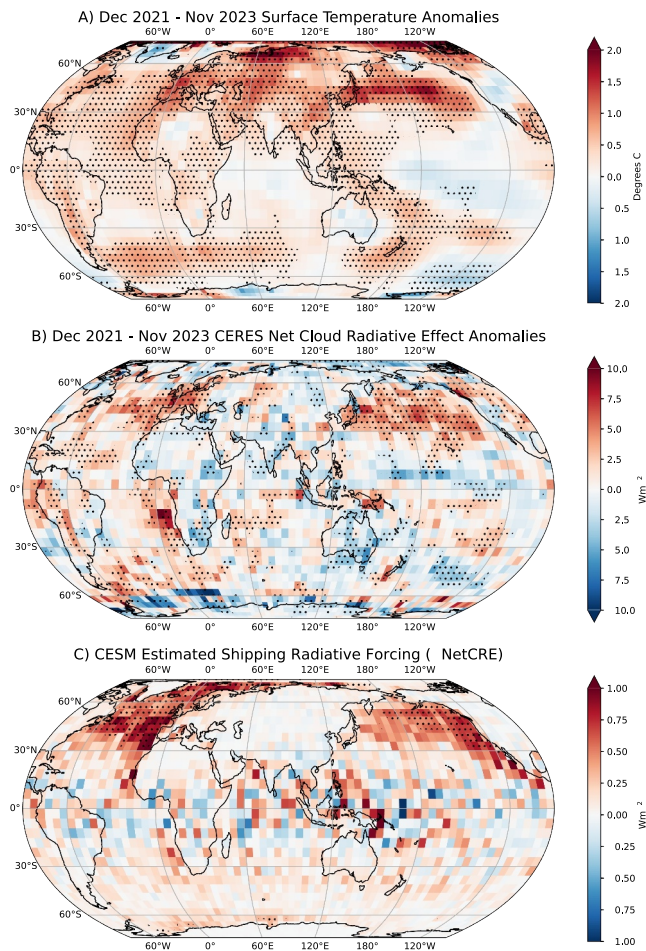 A) Dec 2021 - Nov 2023 Surface Temperature Anomalies
60°W 0° 60°E 120°E 180°W 120°W
60°N
30°N
0°
30°S
60°S
60°W 0° 60°E 120°E 180°W 120°W
2.0
1.5
1.0
0.5
0.0
0.5
1.0
1.5
2.0
Degrees C
B) Dec 2021 - Nov 2023 CERES Net Cloud Radiative Effect Anomalies
60°W 0° 60°E 120°E 180°W 120°W
60°N
30°N
0°
30°S
60°S
60°W 0° 60°E 120°E 180°W 120°W
10.0
7.5
5.0
2.5
0.0
2.5
5.0
7.5
10.0
Wm 2
C) CESM Estimated Shipping Radiative Forcing ( NetCRE)
60°W 0° 60°E 120°E 180°W 120°W
60°N
30°N
0°
30°S
60°S
60°W 0° 60°E 120°E 180°W 120°W
1.00
0.75
0.50
0.25
0.00
0.25
0.50
0.75
1.00
Wm 2